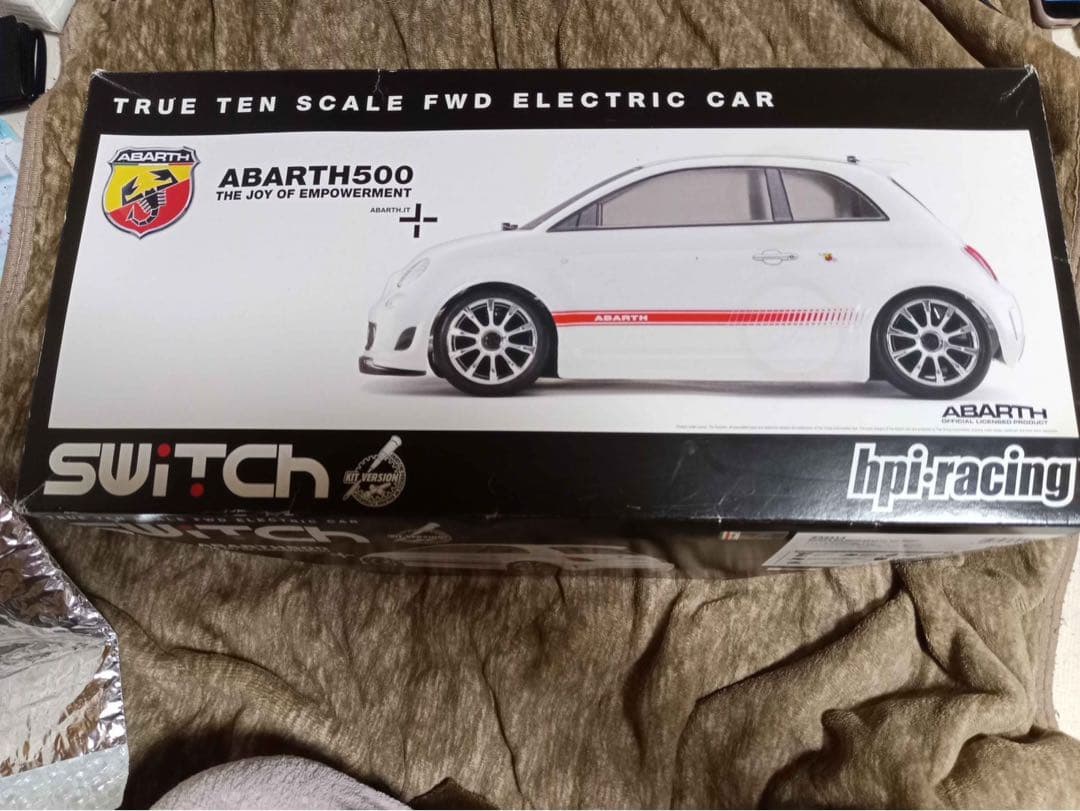 TRUE TEN SCALE FWD ELECTRIC CAR
ABARTH
ABARTH500
THE JOY OF EMPOWERMENT
ABARTH.IT
ABARTH
ABARTH
OFFICIAL LICENSED PRODUCT
SWiTCh
KIT VERSION!
hpi·racing
SWiTCh